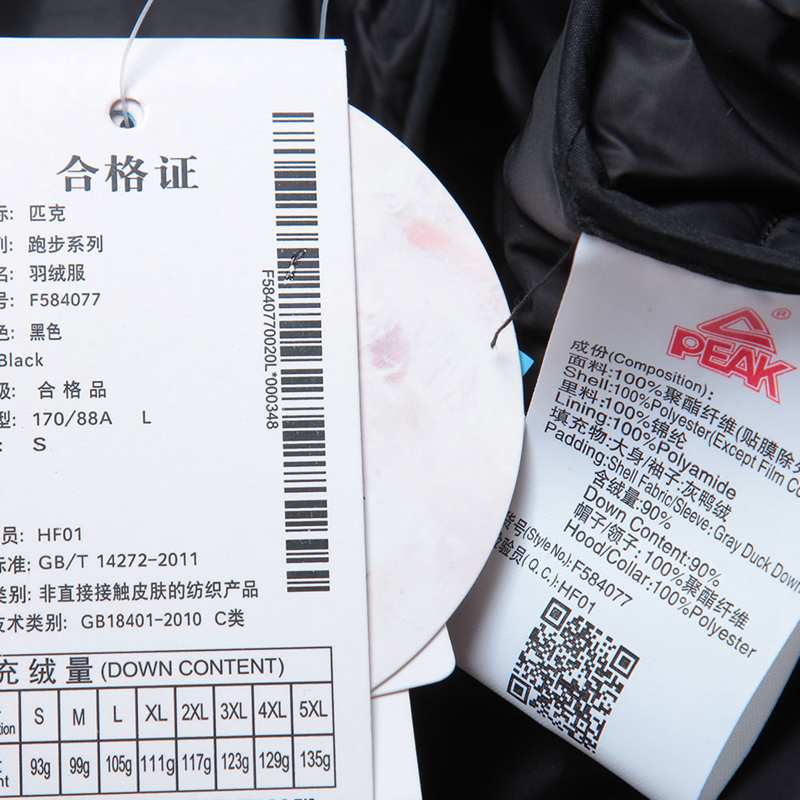 合格证
标: 匹克
列: 跑步系列
名: 羽绒服
号: F584077
色: 黑色
Black
级: 合格品
型: 170/88A L
: S
员: HF01
标准: GB/T 14272-2011
类别: 非直接接触皮肤的纺织产品
技术类别: GB18401-2010 C类
充绒量(DOWN CONTENT)
S M L XL 2XL 3XL 4XL 5XL
93g 99g 105g 111g 117g 123g 129g 135g
F5840770020L*000348
PEAK®
成份(Composition):
面料:100%聚酯纤维(贴膜除外
Shell:100%Polyester(Except Film Co
里料:100%锦纶
Lining:100%Polyamide
填充物:大身/袖子:灰鸭绒
Padding:Shell Fabric/Sleeve: Gray Duck Down
含绒量:90%
Down Content:90%
帽子/领子: 100%聚酯纤维
Hood/Collar:100%Polyester
货号(Style No.): F584077
检验员(Q.C.): HF01